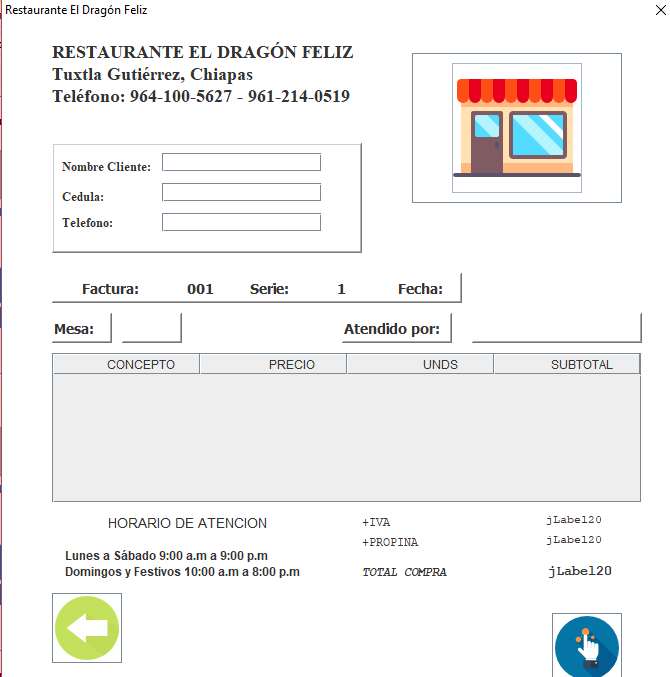 Restaurante El Dragón Feliz
RESTAURANTE EL DRAGÓN FELIZ
Tuxtla Gutiérrez, Chiapas
Teléfono: 964-100-5627 - 961-214-0519
Nombre Cliente:
Cedula:
Telefono:
Factura: 001 Serie: 1 Fecha:
Mesa: Atendido por:
CONCEPTO PRECIO UNDS SUBTOTAL
HORARIO DE ATENCION
Lunes a Sábado 9:00 a.m a 9:00 p.m
Domingos y Festivos 10:00 a.m a 8:00 p.m
+IVA jLabel20
+PROPINA jLabel20
TOTAL COMPRA jLabel20